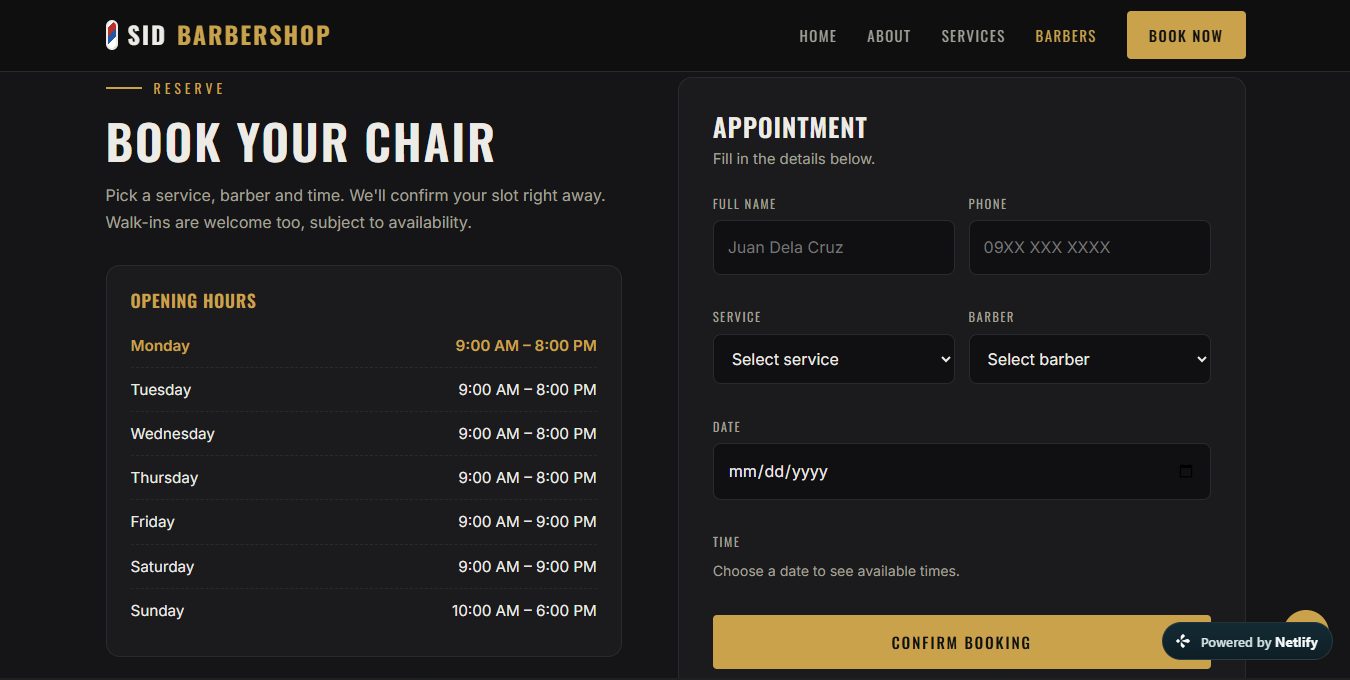 SID BARBERSHOP
HOME ABOUT SERVICES BARBERS BOOK NOW
RESERVE
BOOK YOUR CHAIR
Pick a service, barber and time. We'll confirm your slot right away.
Walk-ins are welcome too, subject to availability.
OPENING HOURS
Monday 9:00 AM – 8:00 PM
Tuesday 9:00 AM – 8:00 PM
Wednesday 9:00 AM – 8:00 PM
Thursday 9:00 AM – 8:00 PM
Friday 9:00 AM – 9:00 PM
Saturday 9:00 AM – 9:00 PM
Sunday 10:00 AM – 6:00 PM
APPOINTMENT
Fill in the details below.
FULL NAME PHONE
Juan Dela Cruz 09XX XXX XXXX
SERVICE BARBER
Select service Select barber
DATE
mm/dd/yyyy
TIME
Choose a date to see available times.
CONFIRM BOOKING
Powered by Netlify